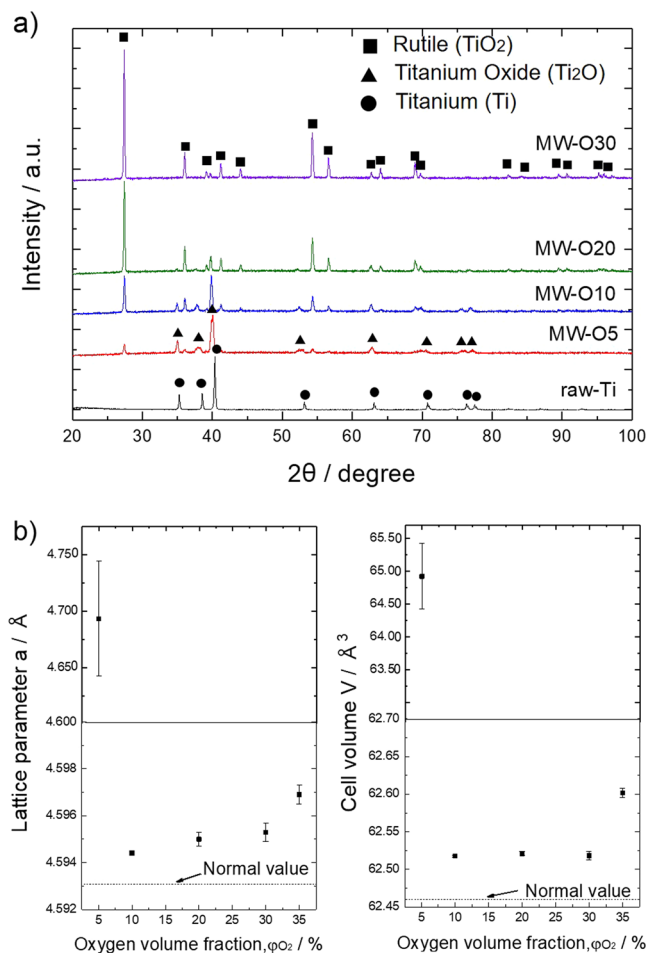 a)
■ Rutile (TiO2)
▲ Titanium Oxide (Ti2O)
● Titanium (Ti)
MW-O30
MW-O20
MW-O10
MW-O5
raw-Ti
Intensity / a.u.
20 30 40 50 60 70 80 90 100
2θ / degree
b)
4.750
4.700
4.650
4.600
4.598
4.596
4.594
4.592
Lattice parameter a / Å
Normal value
5 10 15 20 25 30 35
Oxygen volume fraction,φO2 / %
65.50
65.00
64.50
64.00
63.50
62.70
62.65
62.60
62.55
62.50
62.45
Cell volume V / Å3
Normal value
5 10 15 20 25 30 35
Oxygen volume fraction,φO2 / %